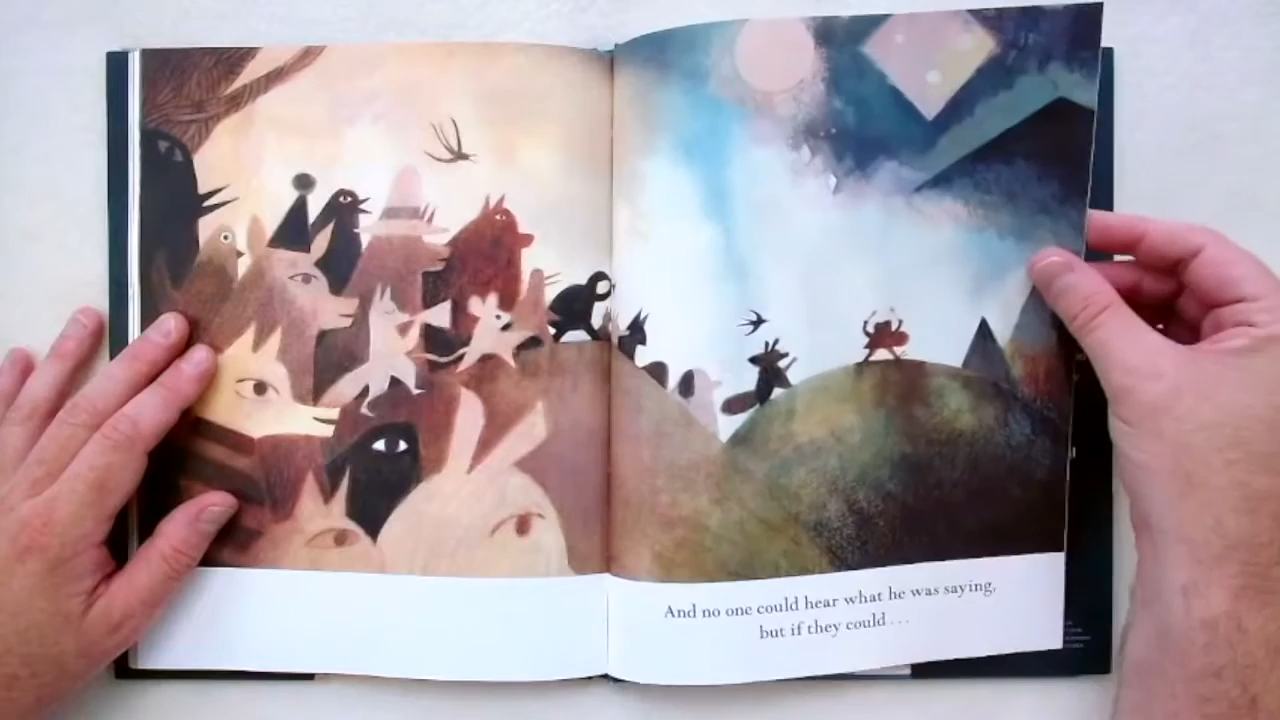 And no one could hear what he was saying,
but if they could . . .